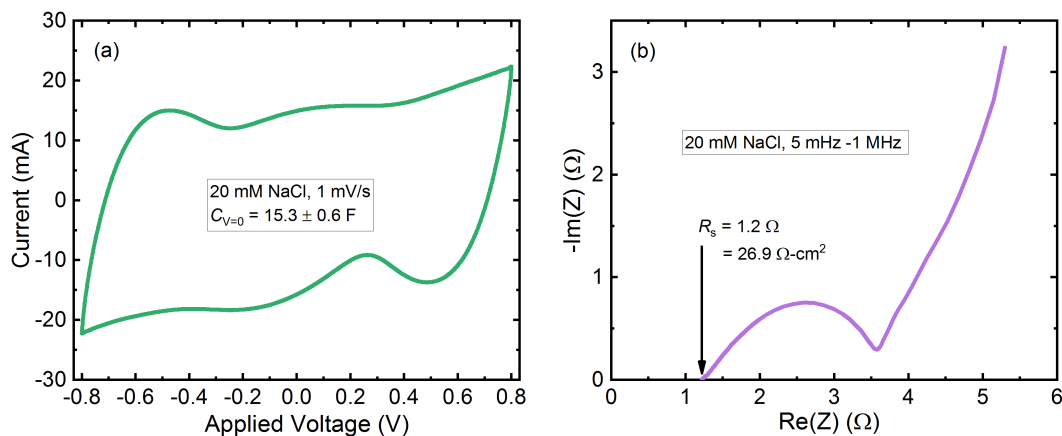 (a)
30
20
10
0
-10
-20
-30
Current (mA)
20 mM NaCl, 1 mV/s
C_V=0 = 15.3 ± 0.6 F
-0.8 -0.6 -0.4 -0.2 0.0 0.2 0.4 0.6 0.8
Applied Voltage (V)
(b)
3
2
1
0
-Im(Z) (Ω)
20 mM NaCl, 5 mHz -1 MHz
R_s = 1.2 Ω
= 26.9 Ω-cm²
0 1 2 3 4 5 6
Re(Z) (Ω)